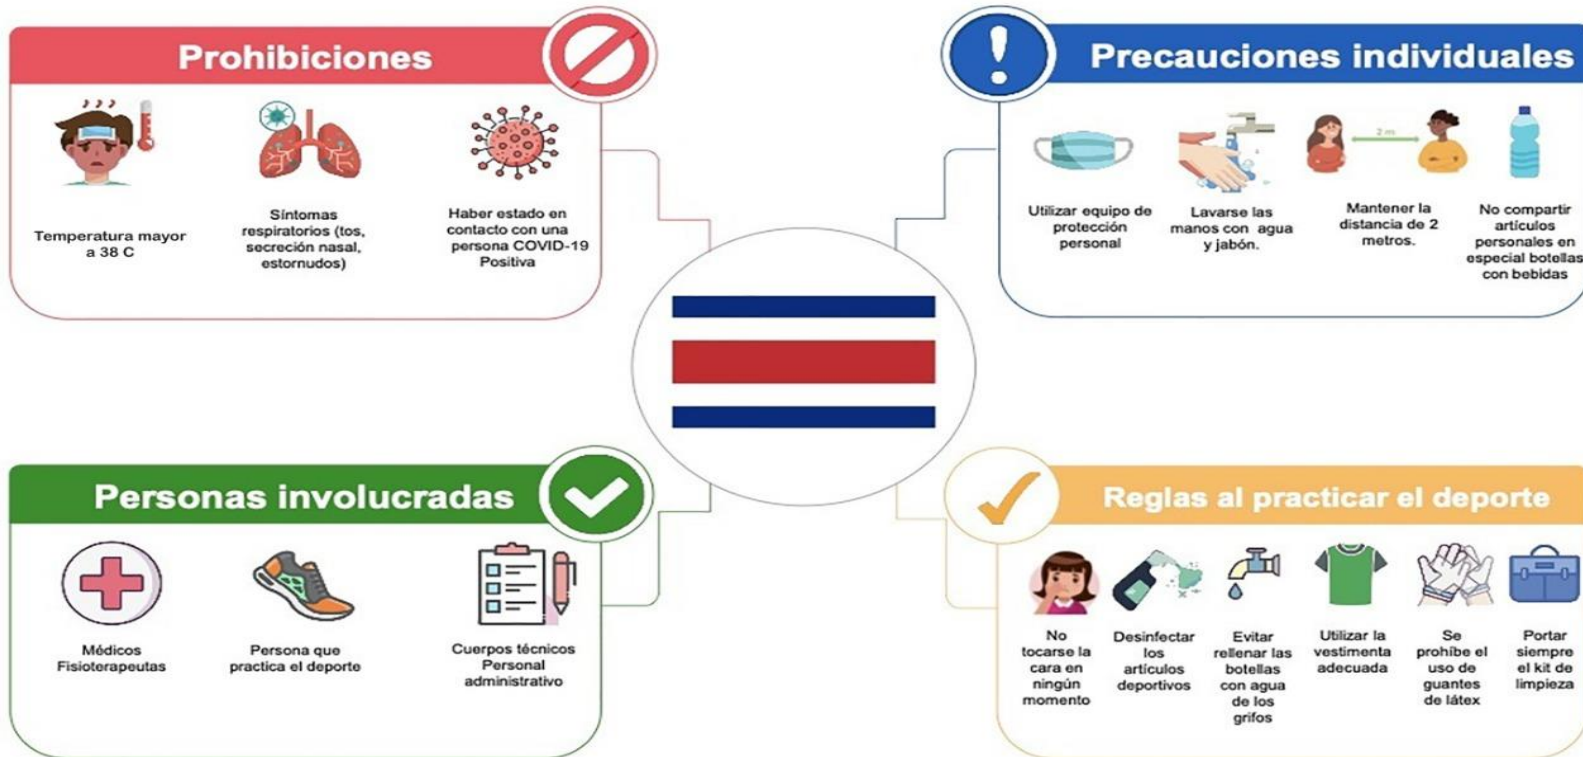 Prohibiciones
Temperatura mayor
a 38 C
Síntomas
respiratorios (tos,
secreción nasal,
estornudos)
Haber estado en
contacto con una
persona COVID-19
Positiva
Precauciones individuales
2 m
Utilizar equipo de
protección
personal
Lavarse las
manos con agua
y jabón.
Mantener la
distancia de 2
metros.
No compartir
artículos
personales en
especial botellas
con bebidas
Personas involucradas
Médicos
Fisioterapeutas
Persona que
practica el deporte
Cuerpos técnicos
Personal
administrativo
Reglas al practicar el deporte
No
tocarse la
cara en
ningún
momento
Desinfectar
los
artículos
deportivos
Evitar
rellenar las
botellas
con agua
de los
grifos
Utilizar la
vestimenta
adecuada
Se
prohíbe el
uso de
guantes
de látex
Portar
siempre
el kit de
limpieza